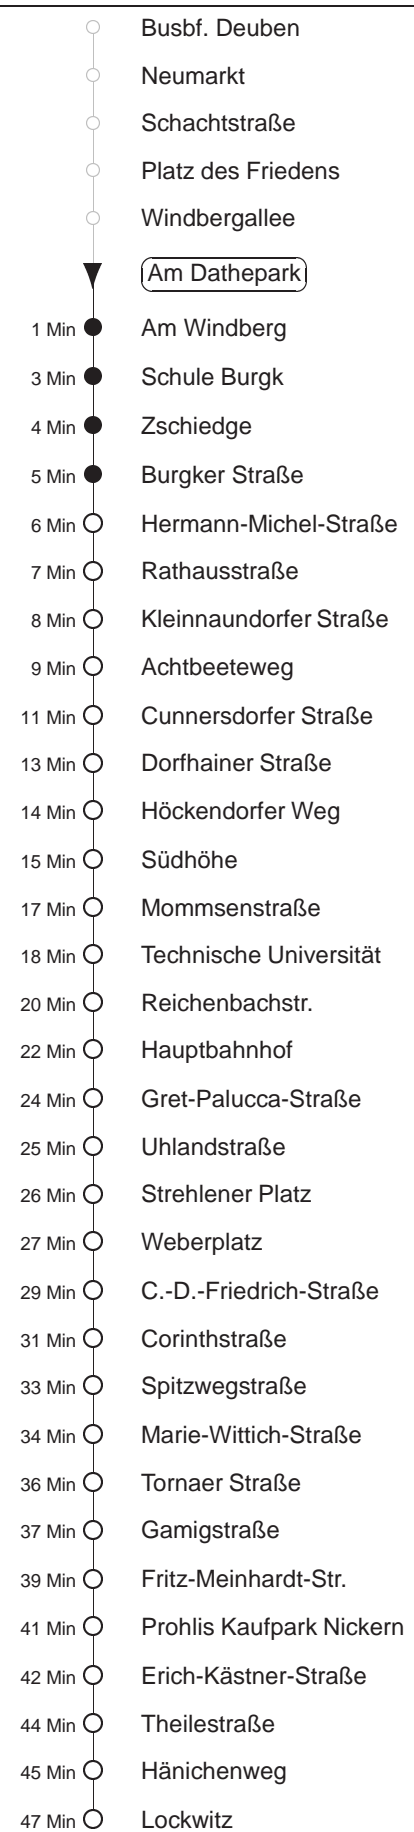 Busbf. Deuben
Neumarkt
Schachtstraße
Platz des Friedens
Windbergallee
Am Dathepark
1 Min Am Windberg
3 Min Schule Burgk
4 Min Zschiedge
5 Min Burgker Straße
6 Min Hermann-Michel-Straße
7 Min Rathausstraße
8 Min Kleinnaundorfer Straße
9 Min Achtbeeteweg
11 Min Cunnersdorfer Straße
13 Min Dorfhainer Straße
14 Min Höckendorfer Weg
15 Min Südhöhe
17 Min Mommsenstraße
18 Min Technische Universität
20 Min Reichenbachstr.
22 Min Hauptbahnhof
24 Min Gret-Palucca-Straße
25 Min Uhlandstraße
26 Min Strehlener Platz
27 Min Weberplatz
29 Min C.-D.-Friedrich-Straße
31 Min Corinthstraße
33 Min Spitzwegstraße
34 Min Marie-Wittich-Straße
36 Min Tornaer Straße
37 Min Gamigstraße
39 Min Fritz-Meinhardt-Str.
41 Min Prohlis Kaufpark Nickern
42 Min Erich-Kästner-Straße
44 Min Theilestraße
45 Min Hänichenweg
47 Min Lockwitz